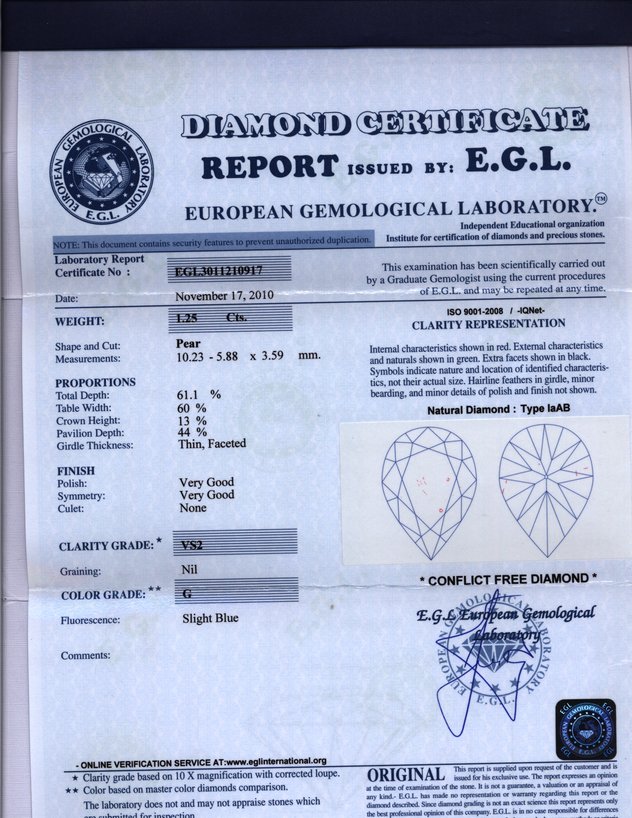 DIAMOND CERTIFICATE
REPORT ISSUED BY: E.G.L.
EUROPEAN GEMOLOGICAL LABORATORY.™
EUROPEAN GEMOLOGICAL LABORATORY
E.G.L.
Independent Educational organization
Institute for certification of diamonds and precious stones.
NOTE: This document contains security features to prevent unauthorized duplication.
Laboratory Report
Certificate No : EGL3011210917
Date: November 17, 2010
WEIGHT: 1.25 Cts.
Shape and Cut: Pear
Measurements: 10.23 - 5.88 x 3.59 mm.
PROPORTIONS
Total Depth: 61.1 %
Table Width: 60 %
Crown Height: 13 %
Pavilion Depth: 44 %
Girdle Thickness: Thin, Faceted
FINISH
Polish: Very Good
Symmetry: Very Good
Culet: None
CLARITY GRADE: * VS2
Graining: Nil
COLOR GRADE: ** G
Fluorescence: Slight Blue
Comments:
This examination has been scientifically carried out
by a Graduate Gemologist using the current procedures
of E.G.L. and may be repeated at any time.
ISO 9001-2008 / -IQNet-
CLARITY REPRESENTATION
Internal characteristics shown in red. External characteristics
and naturals shown in green. Extra facets shown in black.
Symbols indicate nature and location of identified characteris-
tics, not their actual size. Hairline feathers in girdle, minor
bearding, and minor details of polish and finish not shown.
Natural Diamond : Type IaAB
* CONFLICT FREE DIAMOND *
E.G.L European Gemological
Laboratory
EUROPEAN GEMOLOGICAL LABORATORY
E.G.L.
EGL
EGL
EGL
EGL
- ONLINE VERIFICATION SERVICE AT:www.eglinternational.org
★ Clarity grade based on 10 X magnification with corrected loupe.
★★ Color based on master color diamonds comparison.
The laboratory does not and may not appraise stones which
are submitted for inspection.
ORIGINAL This report is supplied upon request of the customer and is
issued for his exclusive use. The report expresses an opinion
at the time of examination of the stone. It is not a guarantee, a valuation or an appraisal of
any kind.- E.G.L. has made no representation or warranty regarding this report or the
diamond described. Since diamond grading is not an exact science this report represents only
the best professional opinion of this company. E.G.L. is in no case responsible for differences